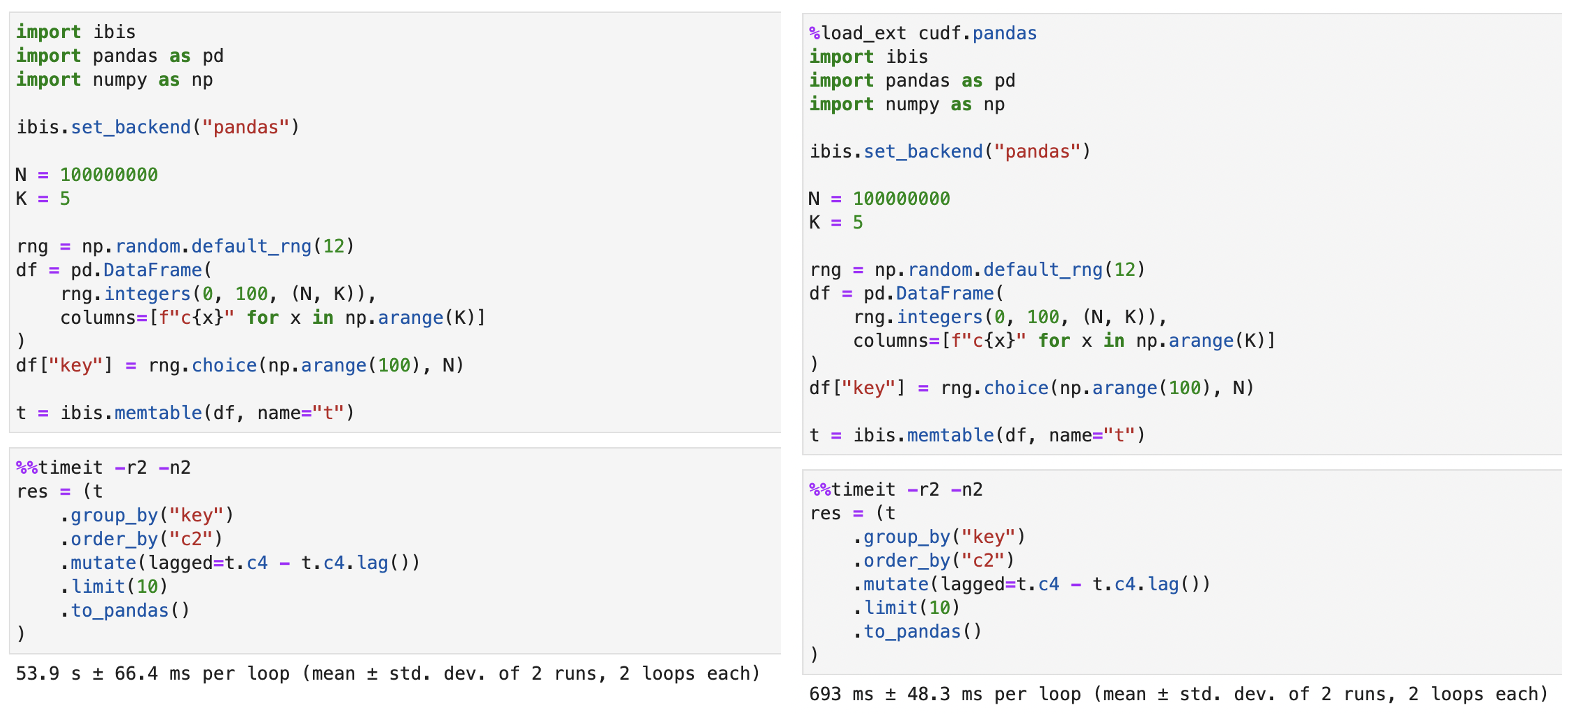 import ibis
import pandas as pd
import numpy as np

ibis.set_backend("pandas")

N = 100000000
K = 5

rng = np.random.default_rng(12)
df = pd.DataFrame(
    rng.integers(0, 100, (N, K)),
    columns=[f"c{x}" for x in np.arange(K)]
)
df["key"] = rng.choice(np.arange(100), N)

t = ibis.memtable(df, name="t")

%%timeit -r2 -n2
res = (t
    .group_by("key")
    .order_by("c2")
    .mutate(lagged=t.c4 - t.c4.lag())
    .limit(10)
    .to_pandas()
)
53.9 s ± 66.4 ms per loop (mean ± std. dev. of 2 runs, 2 loops each)

%load_ext cudf.pandas
import ibis
import pandas as pd
import numpy as np

ibis.set_backend("pandas")

N = 100000000
K = 5

rng = np.random.default_rng(12)
df = pd.DataFrame(
    rng.integers(0, 100, (N, K)),
    columns=[f"c{x}" for x in np.arange(K)]
)
df["key"] = rng.choice(np.arange(100), N)

t = ibis.memtable(df, name="t")

%%timeit -r2 -n2
res = (t
    .group_by("key")
    .order_by("c2")
    .mutate(lagged=t.c4 - t.c4.lag())
    .limit(10)
    .to_pandas()
)
693 ms ± 48.3 ms per loop (mean ± std. dev. of 2 runs, 2 loops each)